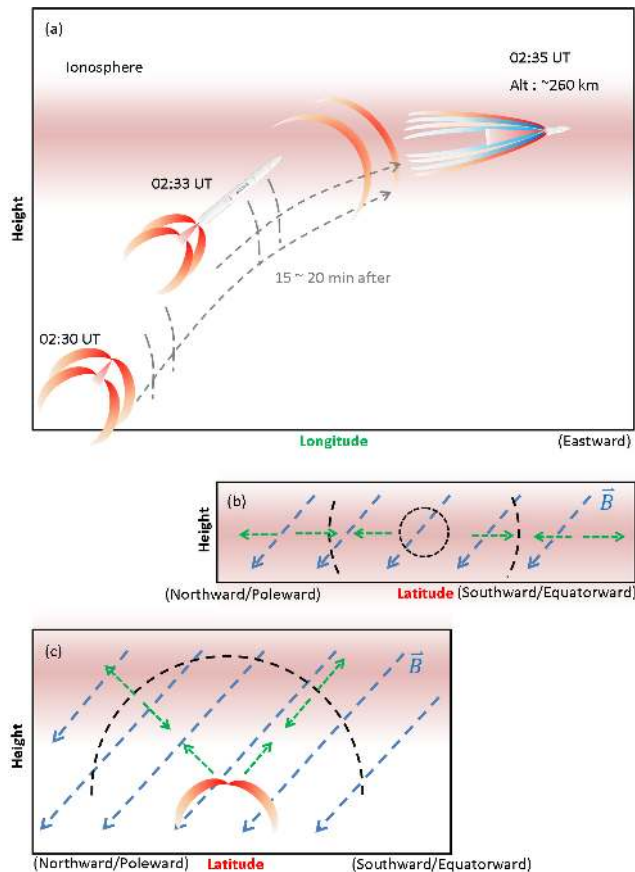 (a)
Ionosphere
02:35 UT
Alt : ~260 km
02:33 UT
15 ~ 20 min after
02:30 UT
Height
Longitude
(Eastward)
(b)
B
Height
(Northward/Poleward)
Latitude
(Southward/Equatorward)
(c)
B
Height
(Northward/Poleward)
Latitude
(Southward/Equatorward)